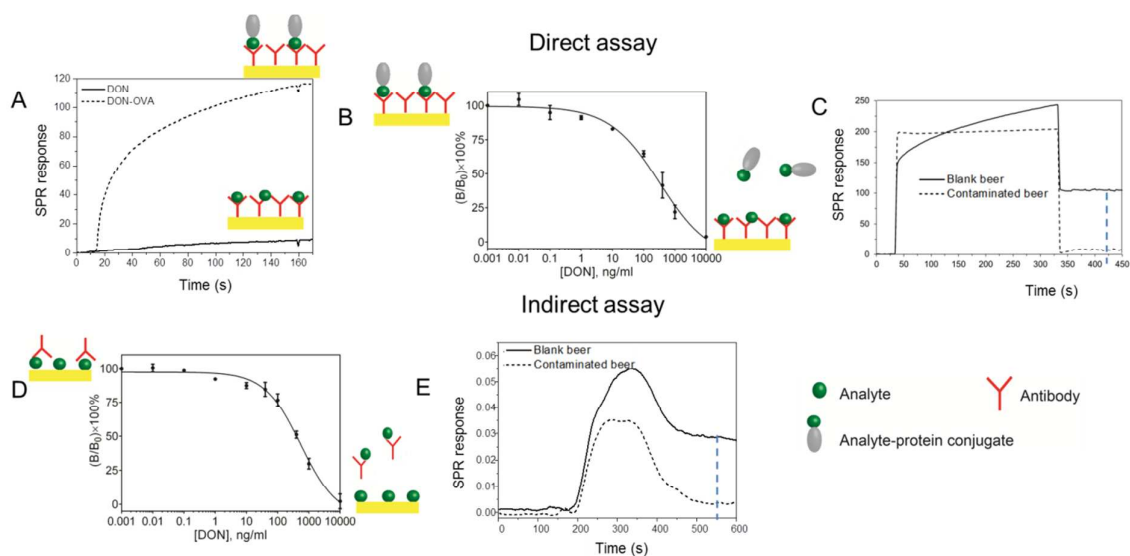 Direct assay
A
SPR response
120
100
80
60
40
20
0
DON
DON-OVA
0 20 40 60 80 100 120 140 160
Time (s)
B
(B/B0)×100%
100
75
50
25
0
0.001 0.01 0.1 1 10 100 1000 10000
[DON], ng/ml
C
SPR response
250
200
150
100
50
0
Blank beer
Contaminated beer
0 50 100 150 200 250 300 350 400 450
Time (s)
Indirect assay
D
(B/B0)×100%
100
75
50
25
0
0.001 0.01 0.1 1 10 100 1000 10000
[DON], ng/ml
E
SPR response
0.06
0.05
0.04
0.03
0.02
0.01
0.00
Blank beer
Contaminated beer
0 100 200 300 400 500 600
Time (s)
Analyte
Antibody
Analyte-protein conjugate